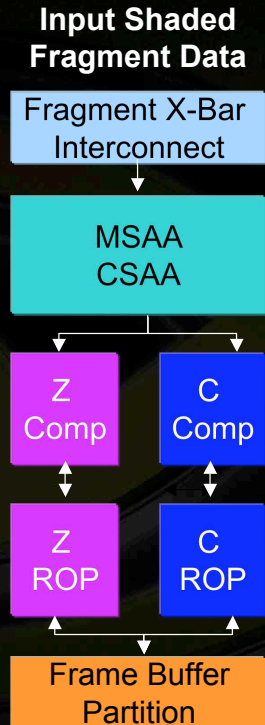 Input Shaded
Fragment Data
Fragment X-Bar
Interconnect
MSAA
CSAA
Z
Comp
C
Comp
Z
ROP
C
ROP
Frame Buffer
Partition